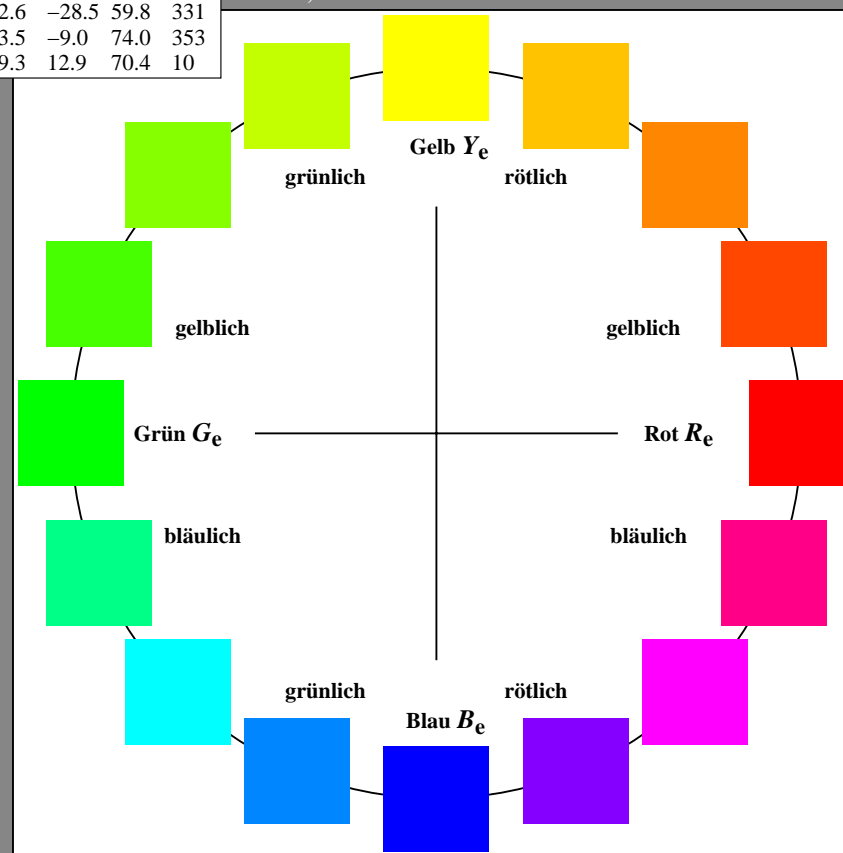 2.6 –28.5 59.8 331
3.5 –9.0 74.0 353
9.3 12.9 70.4 10
Gelb Yₑ
grünlich rötlich
gelblich gelblich
Grün Gₑ Rot Rₑ
bläulich bläulich
grünlich rötlich
Blau Bₑ